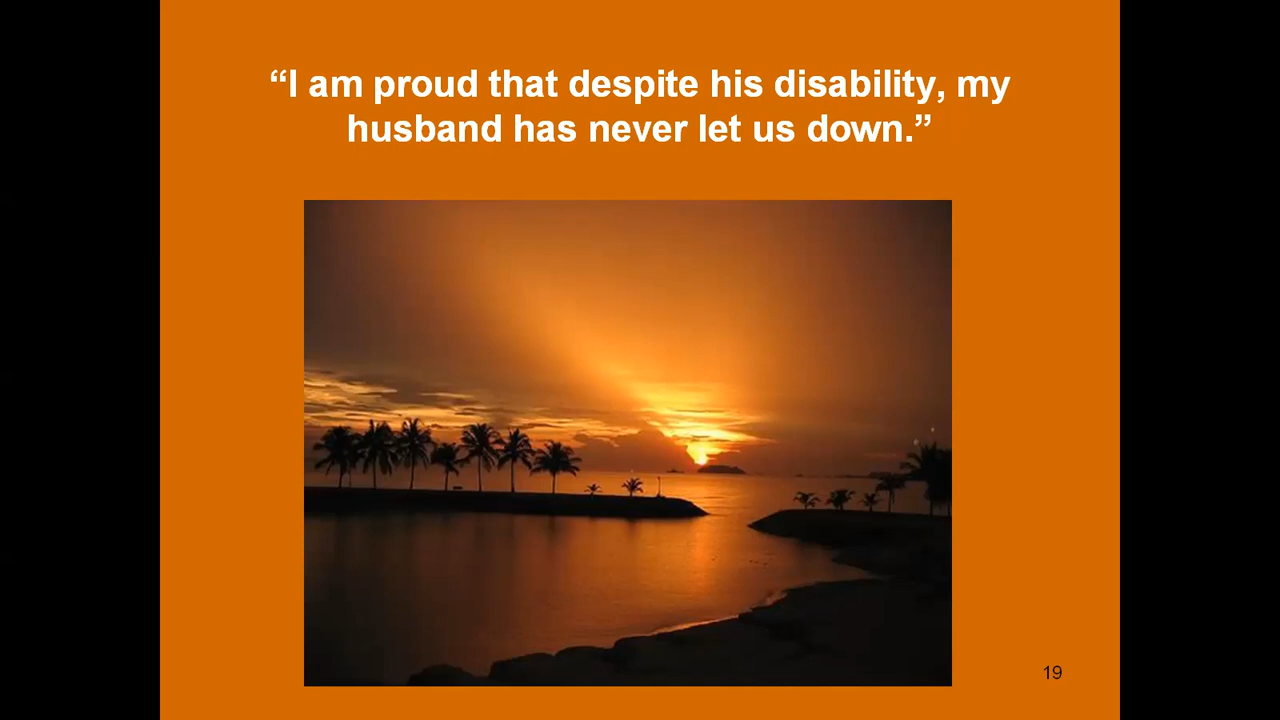 “I am proud that despite his disability, my
husband has never let us down.”
19